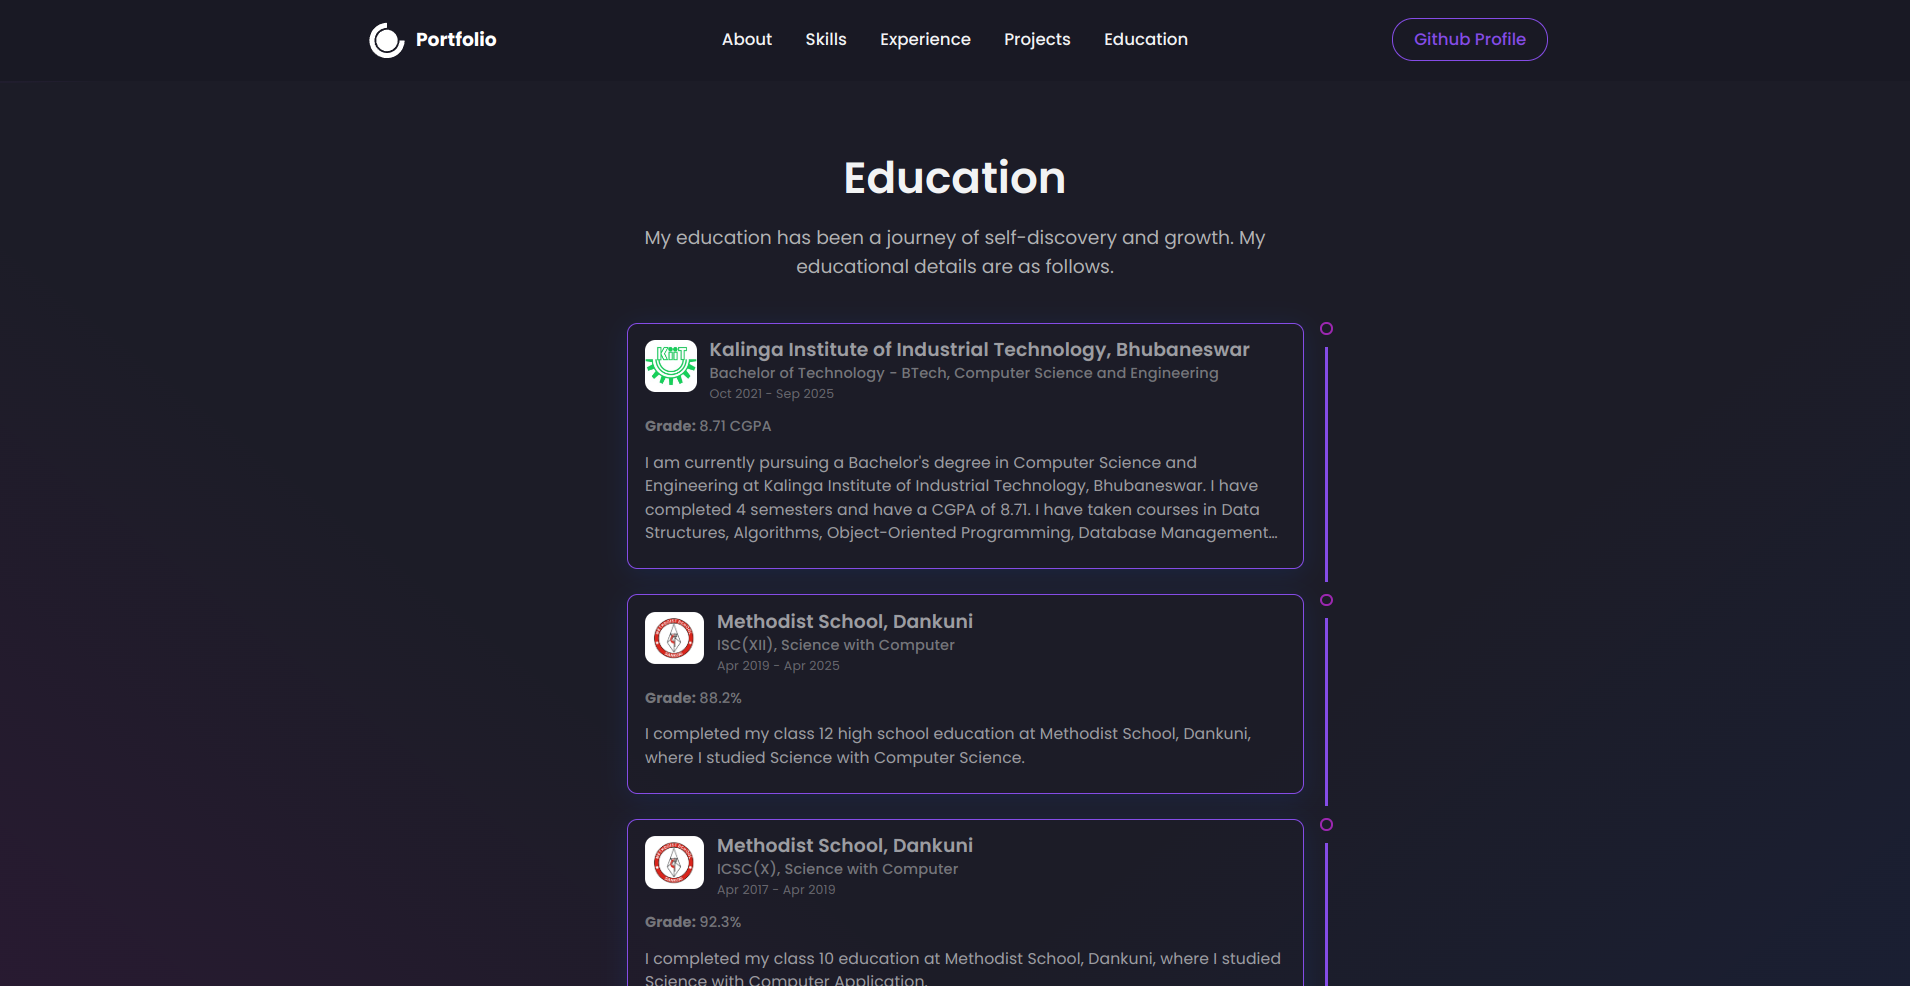 Portfolio
About Skills Experience Projects Education
Github Profile
Education
My education has been a journey of self-discovery and growth. My
educational details are as follows.
KiiT
Kalinga Institute of Industrial Technology, Bhubaneswar
Bachelor of Technology - BTech, Computer Science and Engineering
Oct 2021 - Sep 2025
Grade: 8.71 CGPA
I am currently pursuing a Bachelor's degree in Computer Science and
Engineering at Kalinga Institute of Industrial Technology, Bhubaneswar. I have
completed 4 semesters and have a CGPA of 8.71. I have taken courses in Data
Structures, Algorithms, Object-Oriented Programming, Database Management...
Methodist School, Dankuni
ISC(XII), Science with Computer
Apr 2019 - Apr 2025
Grade: 88.2%
I completed my class 12 high school education at Methodist School, Dankuni,
where I studied Science with Computer Science.
Methodist School, Dankuni
ICSC(X), Science with Computer
Apr 2017 - Apr 2019
Grade: 92.3%
I completed my class 10 education at Methodist School, Dankuni, where I studied
Science with Computer Application.